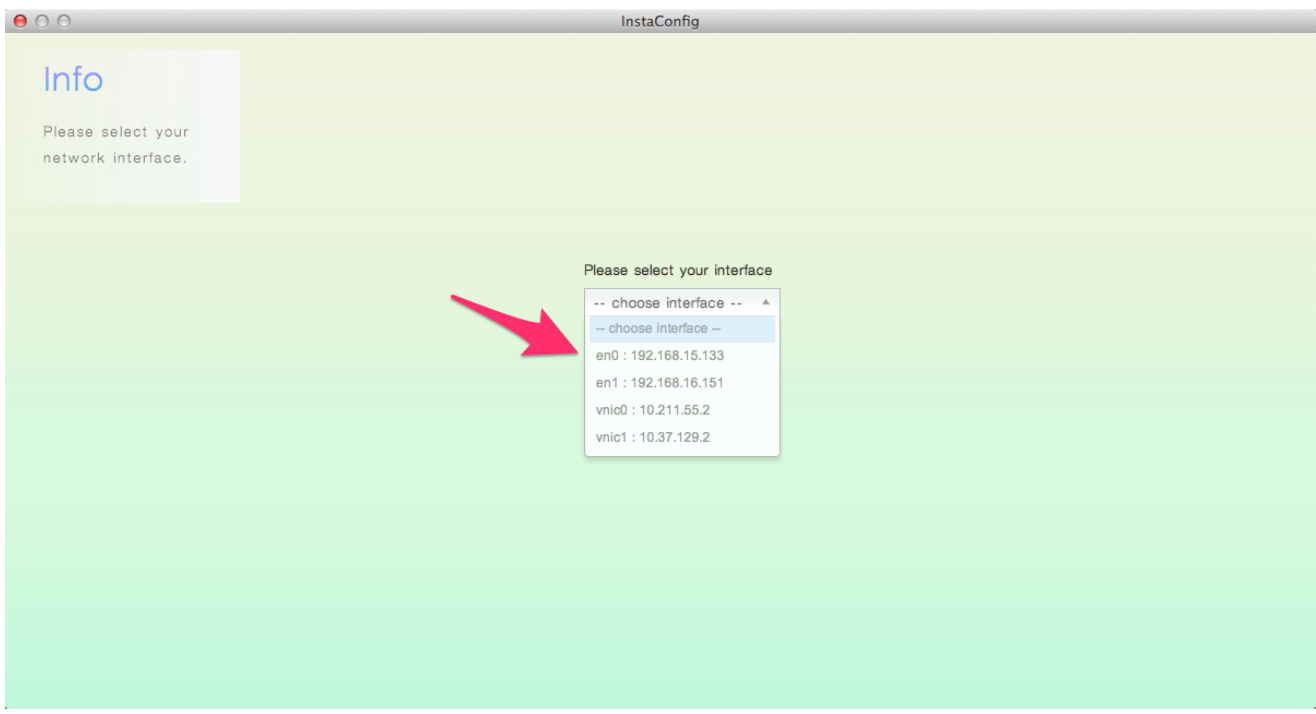 InstaConfig
Info
Please select your
network interface.
Please select your interface
-- choose interface --
-- choose interface --
en0 : 192.168.15.133
en1 : 192.168.16.151
vnic0 : 10.211.55.2
vnic1 : 10.37.129.2